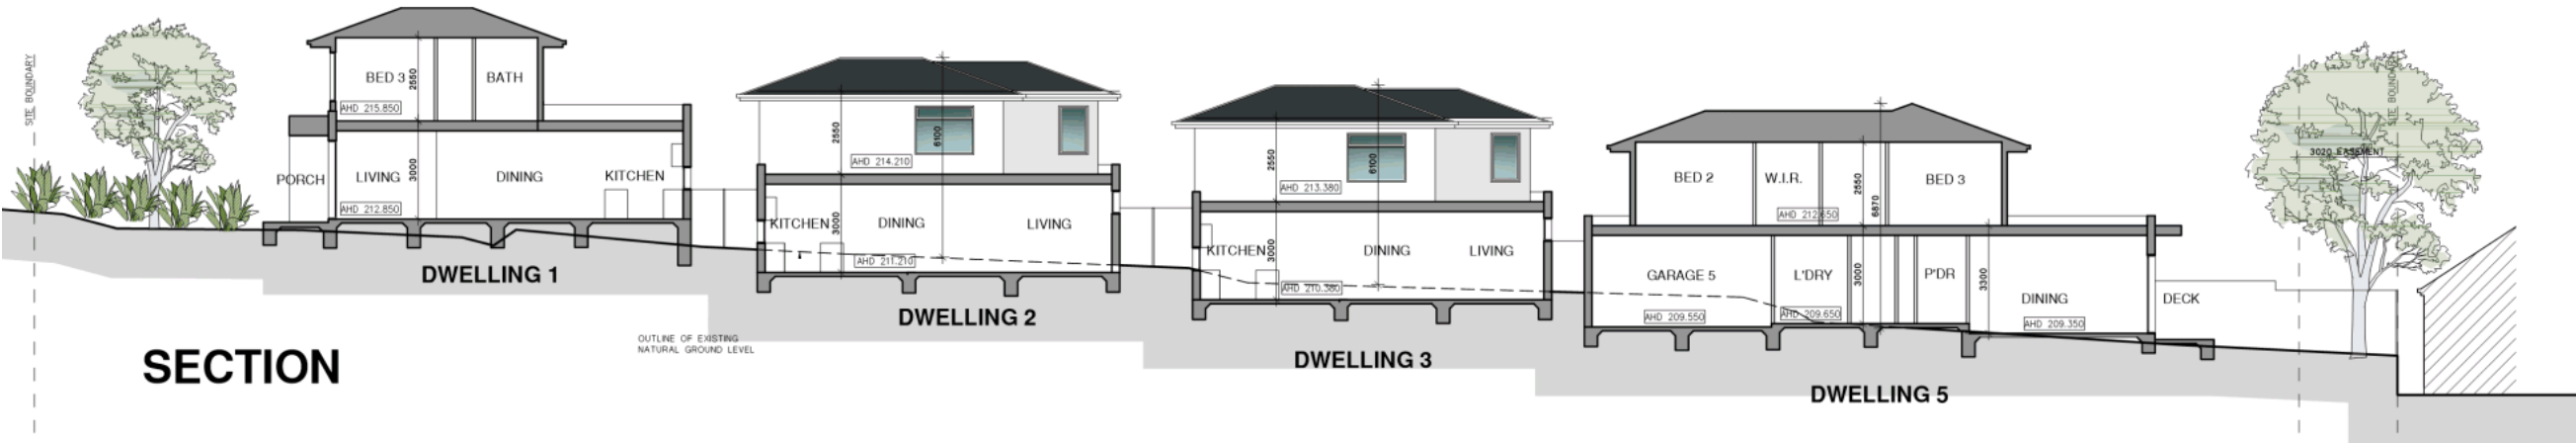 SITE BOUNDARY
BED 3
2550
BATH
AHD 215.850
PORCH
LIVING
3000
DINING
KITCHEN
AHD 212.850
DWELLING 1
2550
6100
AHD 214.210
KITCHEN
3000
DINING
LIVING
AHD 211.210
DWELLING 2
OUTLINE OF EXISTING
NATURAL GROUND LEVEL
2550
6100
AHD 213.380
KITCHEN
3000
DINING
LIVING
AHD 210.380
DWELLING 3
BED 2
W.I.R.
2550
6870
BED 3
AHD 212.650
GARAGE 5
L'DRY
3000
P'DR
3300
DINING
DECK
AHD 209.550
AHD 209.650
AHD 209.350
DWELLING 5
SITE BOUNDARY
3020 EASEMENT
SECTION